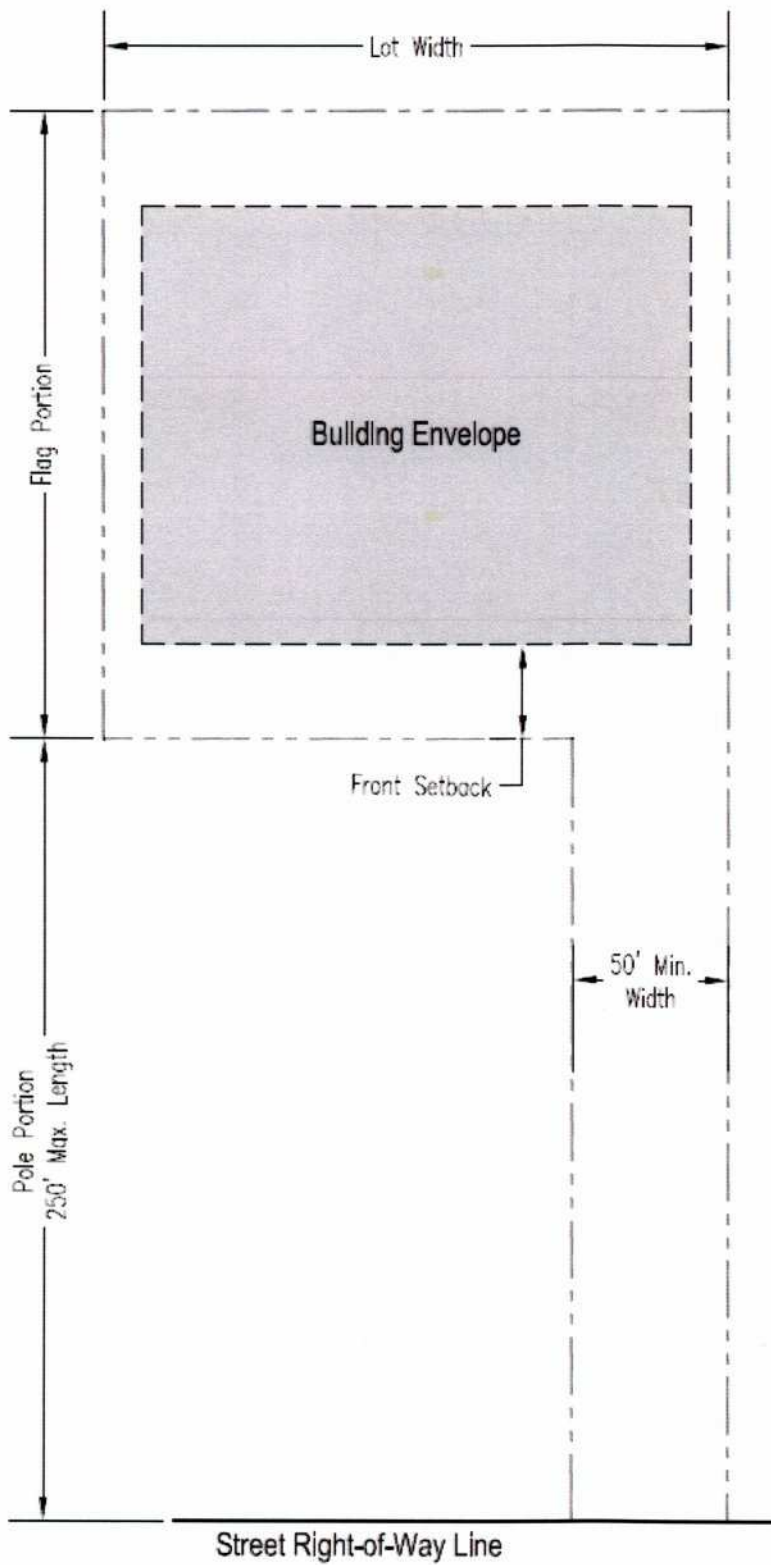 Lot Width
Flag Portion
Building Envelope
Front Setback
50' Min.
Width
Pole Portion
250' Max. Length
Street Right-of-Way Line